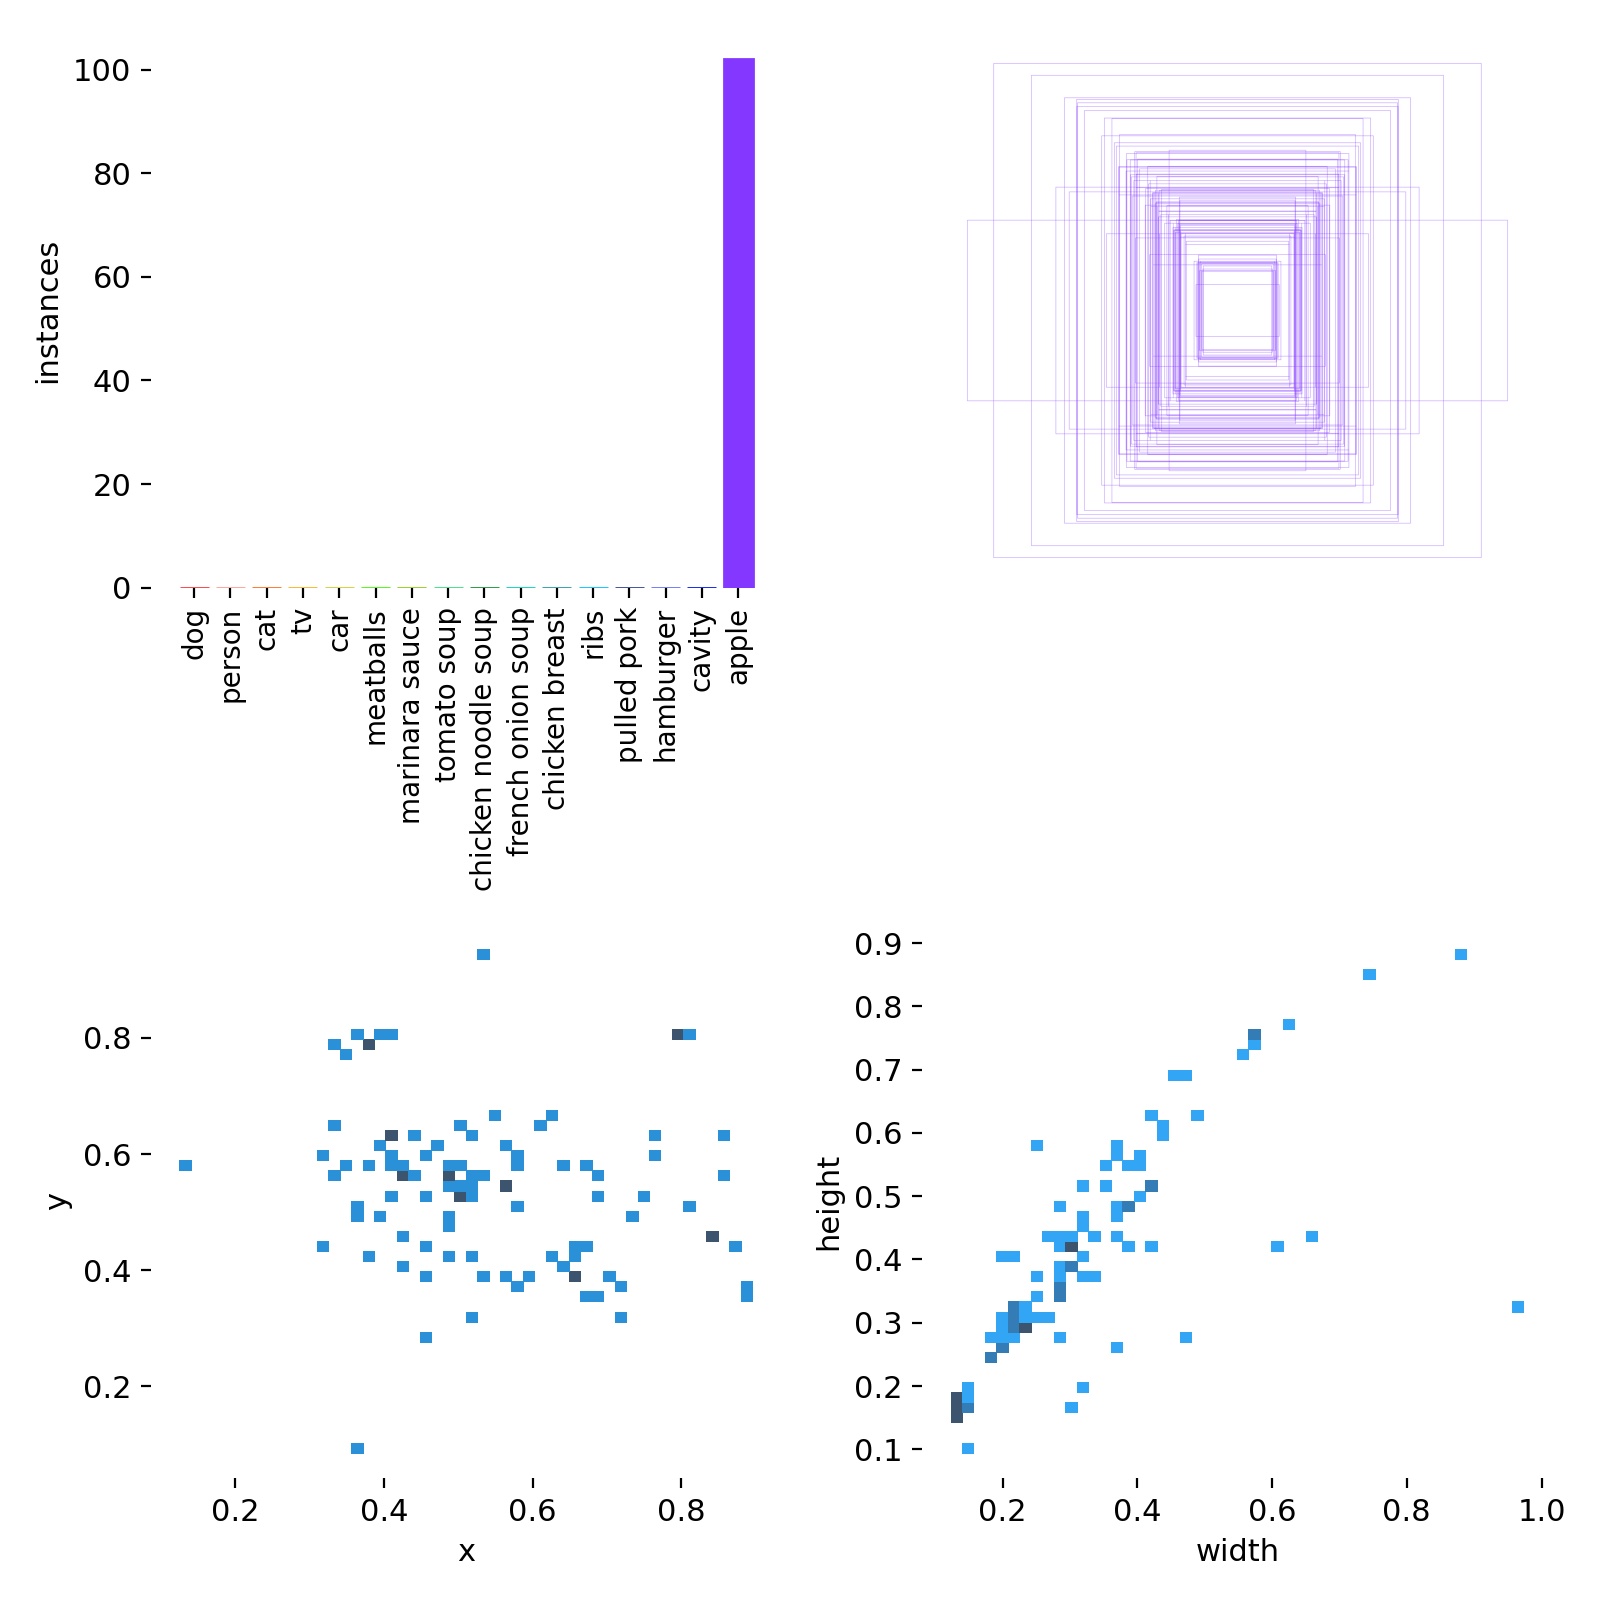 100
80
60
40
20
0
instances
dog
person
cat
tv
car
meatballs
marinara sauce
tomato soup
chicken noodle soup
french onion soup
chicken breast
ribs
pulled pork
hamburger
cavity
apple
0.8
0.6
0.4
0.2
y
0.2 0.4 0.6 0.8
x
0.9
0.8
0.7
0.6
0.5
0.4
0.3
0.2
0.1
height
0.2 0.4 0.6 0.8 1.0
width